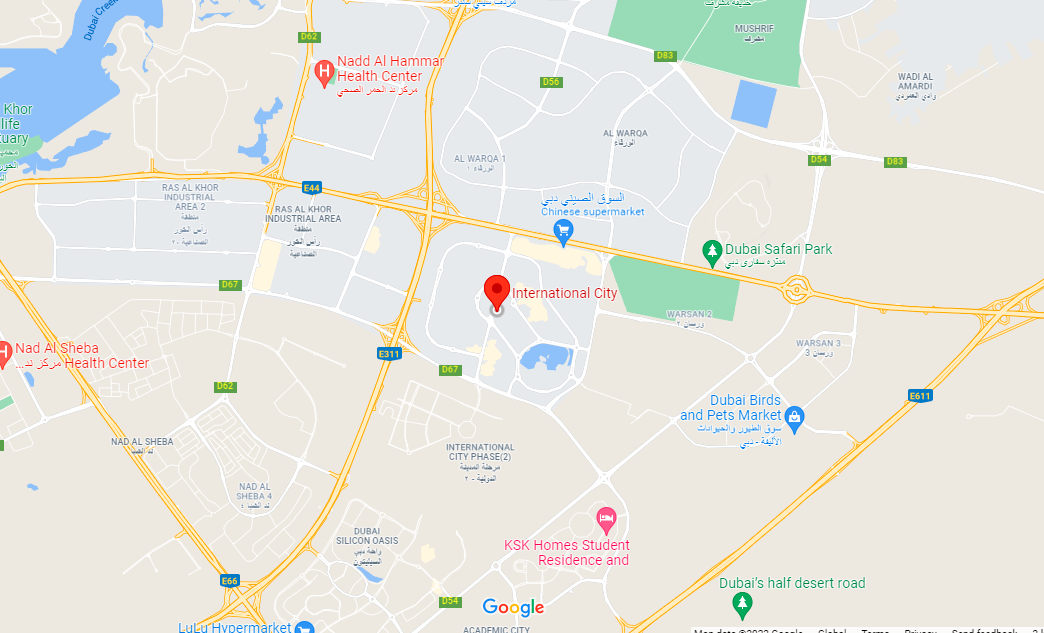 Dubai Creek
D62
D83
MUSHRIF
مشرف
Nadd Al Hammar
Health Center
مركز ند الحمر الصحي
D56
WADI AL
AMARDI
وادي العمردي
Khor
life
tuary
AL WARQA
الورقاء
AL WARQA 1
الورقاء ١
D54
D83
E44
RAS AL KHOR
INDUSTRIAL
AREA 2
منطقة
راس الخور
الصناعية - ٢
RAS AL KHOR
INDUSTRIAL AREA
منطقة
راس الخور
الصناعية
السوق الصيني دبي
Chinese supermarket
Dubai Safari Park
منتزه سفاري دبي
D67
International City
WARSAN 2
ورسان ٢
WARSAN 3
ورسان 3
E311
Nad Al Sheba
Health Center مركز ند...
D67
D62
E611
Dubai Birds
and Pets Market
سوق الطيور والحيوانات
الأليفة - دبي
NAD AL SHEBA
ند الشبا
INTERNATIONAL
CITY PHASE(2)
مرحلة المدينة
الدولية - ٢
NAD AL
SHEBA 4
ند الشبا ٤
DUBAI
SILICON OASIS
واحة دبي
السيليكون
KSK Homes Student
Residence and
E66
D54
Google
Dubai's half desert road
LuLu Hypermarket
ACADEMIC CITY
Map data ©2022 Google Global Terms Privacy Send feedback